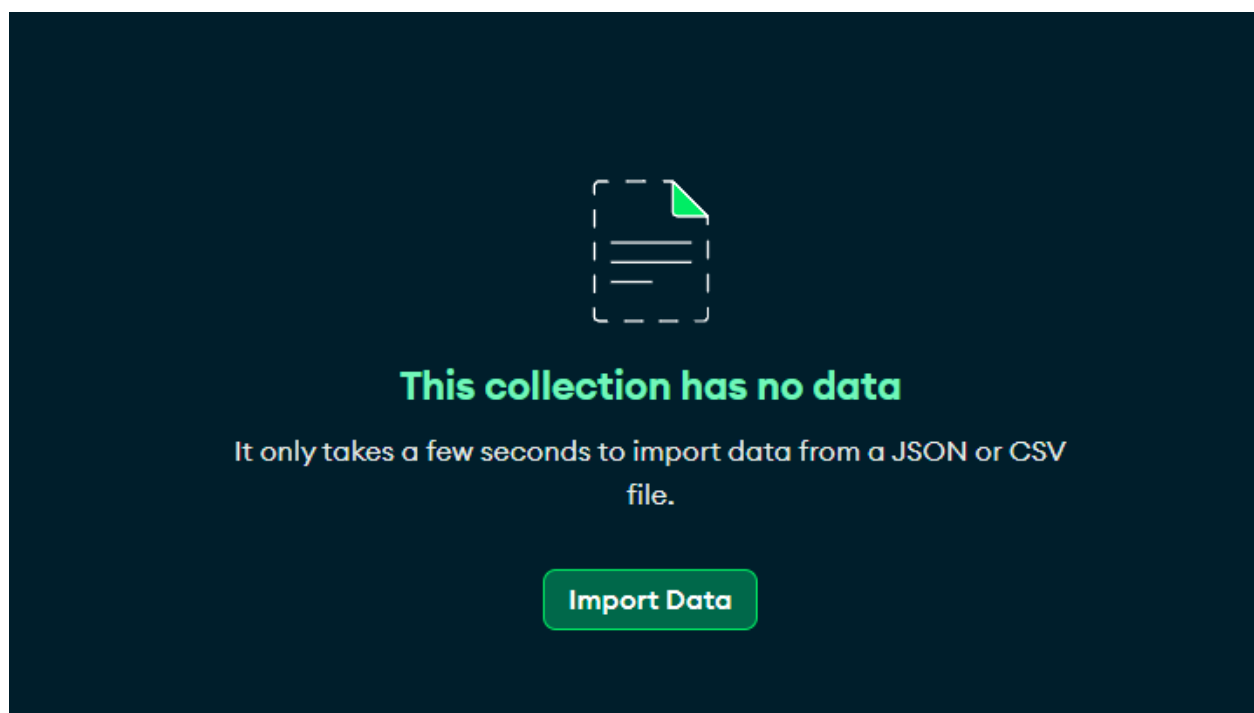 This collection has no data
It only takes a few seconds to import data from a JSON or CSV
file.
Import Data